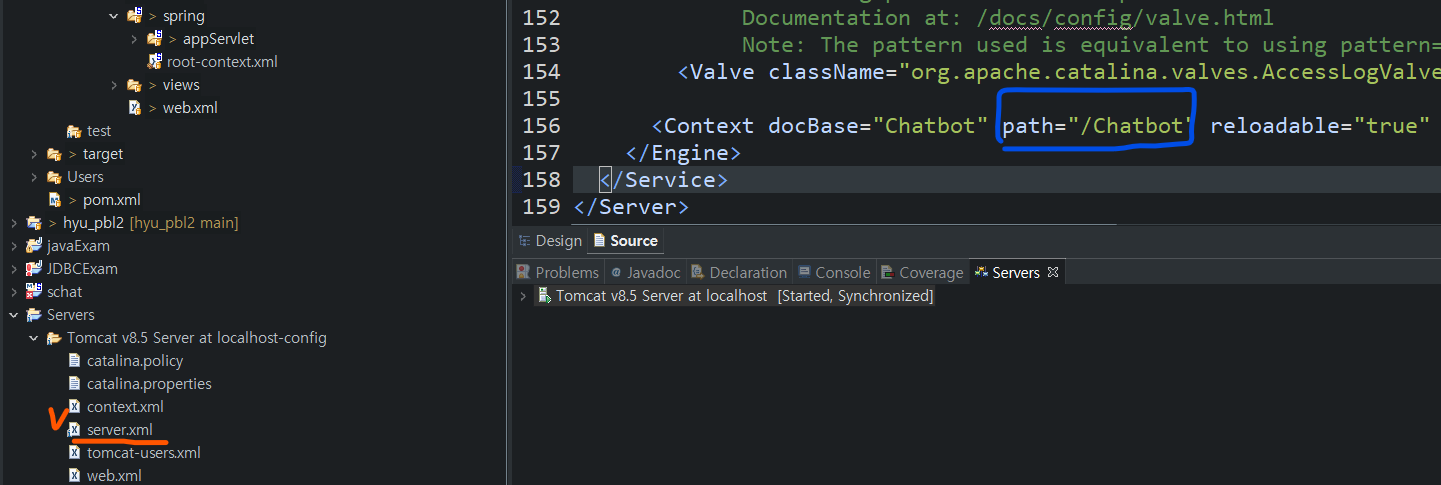 spring
appServlet
root-context.xml
views
web.xml
test
target
Users
pom.xml
hyu_pbl2 [hyu_pbl2 main]
javaExam
JDBCExam
schat
Servers
Tomcat v8.5 Server at localhost-config
catalina.policy
catalina.properties
context.xml
V
server.xml
tomcat-users.xml
web.xml
152 Documentation at: /docs/config/valve.html
153 Note: The pattern used is equivalent to using pattern=
154 <Valve className="org.apache.catalina.valves.AccessLogValve
155
156 <Context docBase="Chatbot" path="/Chatbot" reloadable="true"
157 </Engine>
158 </Service>
159 </Server>
Design Source
Problems @ Javadoc Declaration Console Coverage Servers
Tomcat v8.5 Server at localhost [Started, Synchronized]